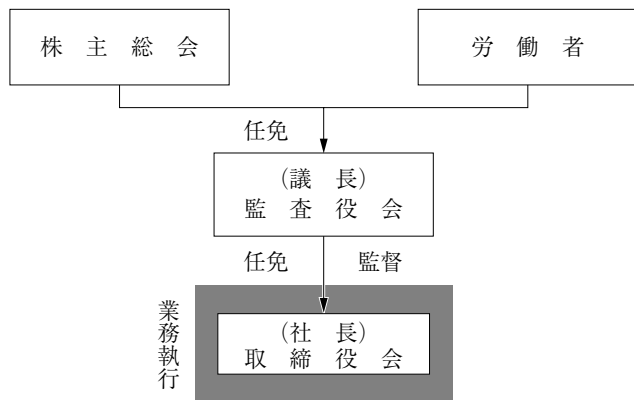 株主総会
労働者
任免
(議長)
監査役会
任免
監督
業務執行
(社長)
取締役会